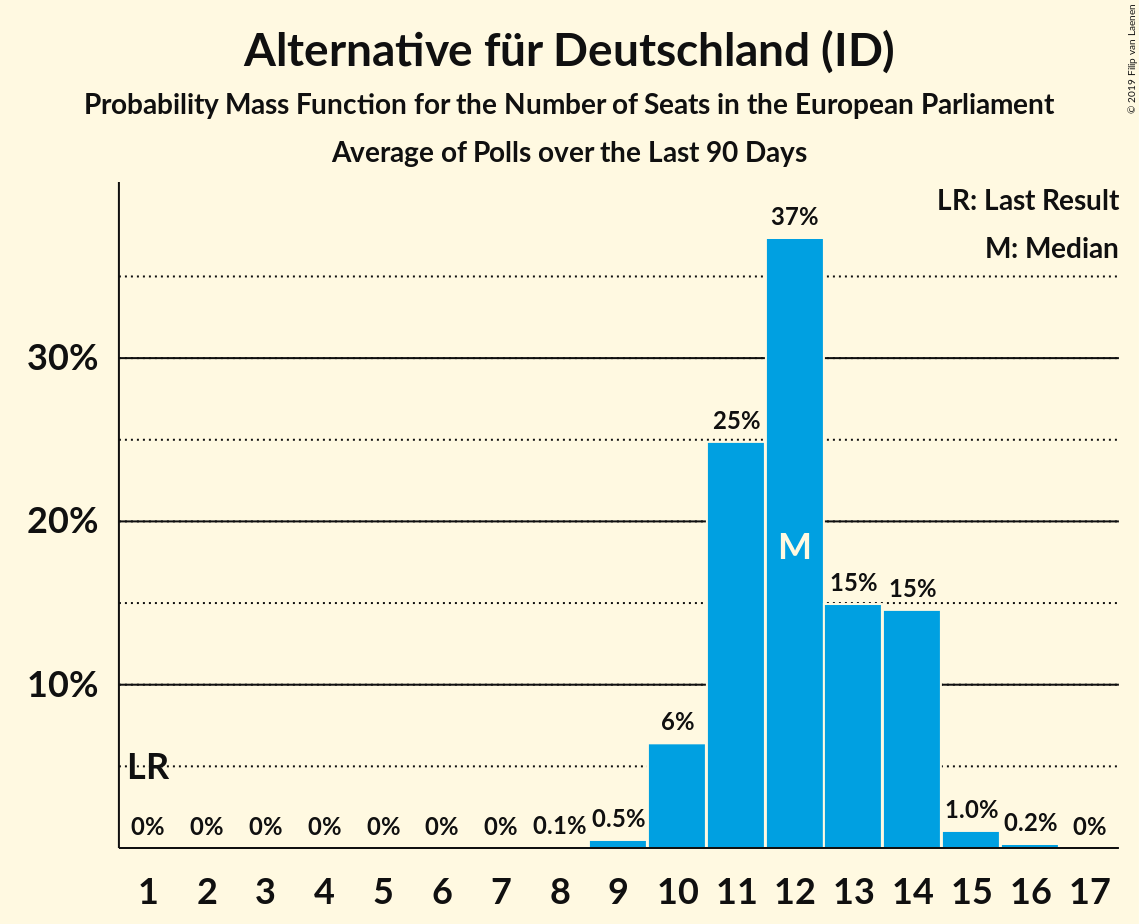 Alternative für Deutschland (ID)
Probability Mass Function for the Number of Seats in the European Parliament
Average of Polls over the Last 90 Days
© 2019 Filip van Laenen
LR: Last Result
M: Median
37%
30%
25%
20%
M
15% 15%
10%
6%
LR
0% 0% 0% 0% 0% 0% 0% 0.1% 0.5% 1.0% 0.2% 0%
1 2 3 4 5 6 7 8 9 10 11 12 13 14 15 16 17